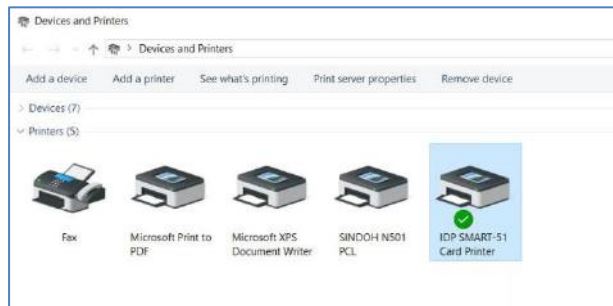 Devices and Printers
Devices and Printers
Add a device Add a printer See what's printing Print server properties Remove device
Devices (7)
Printers (5)
Fax
Microsoft Print to
PDF
Microsoft XPS
Document Writer
SINDOH N501
PCL
IDP SMART-51
Card Printer